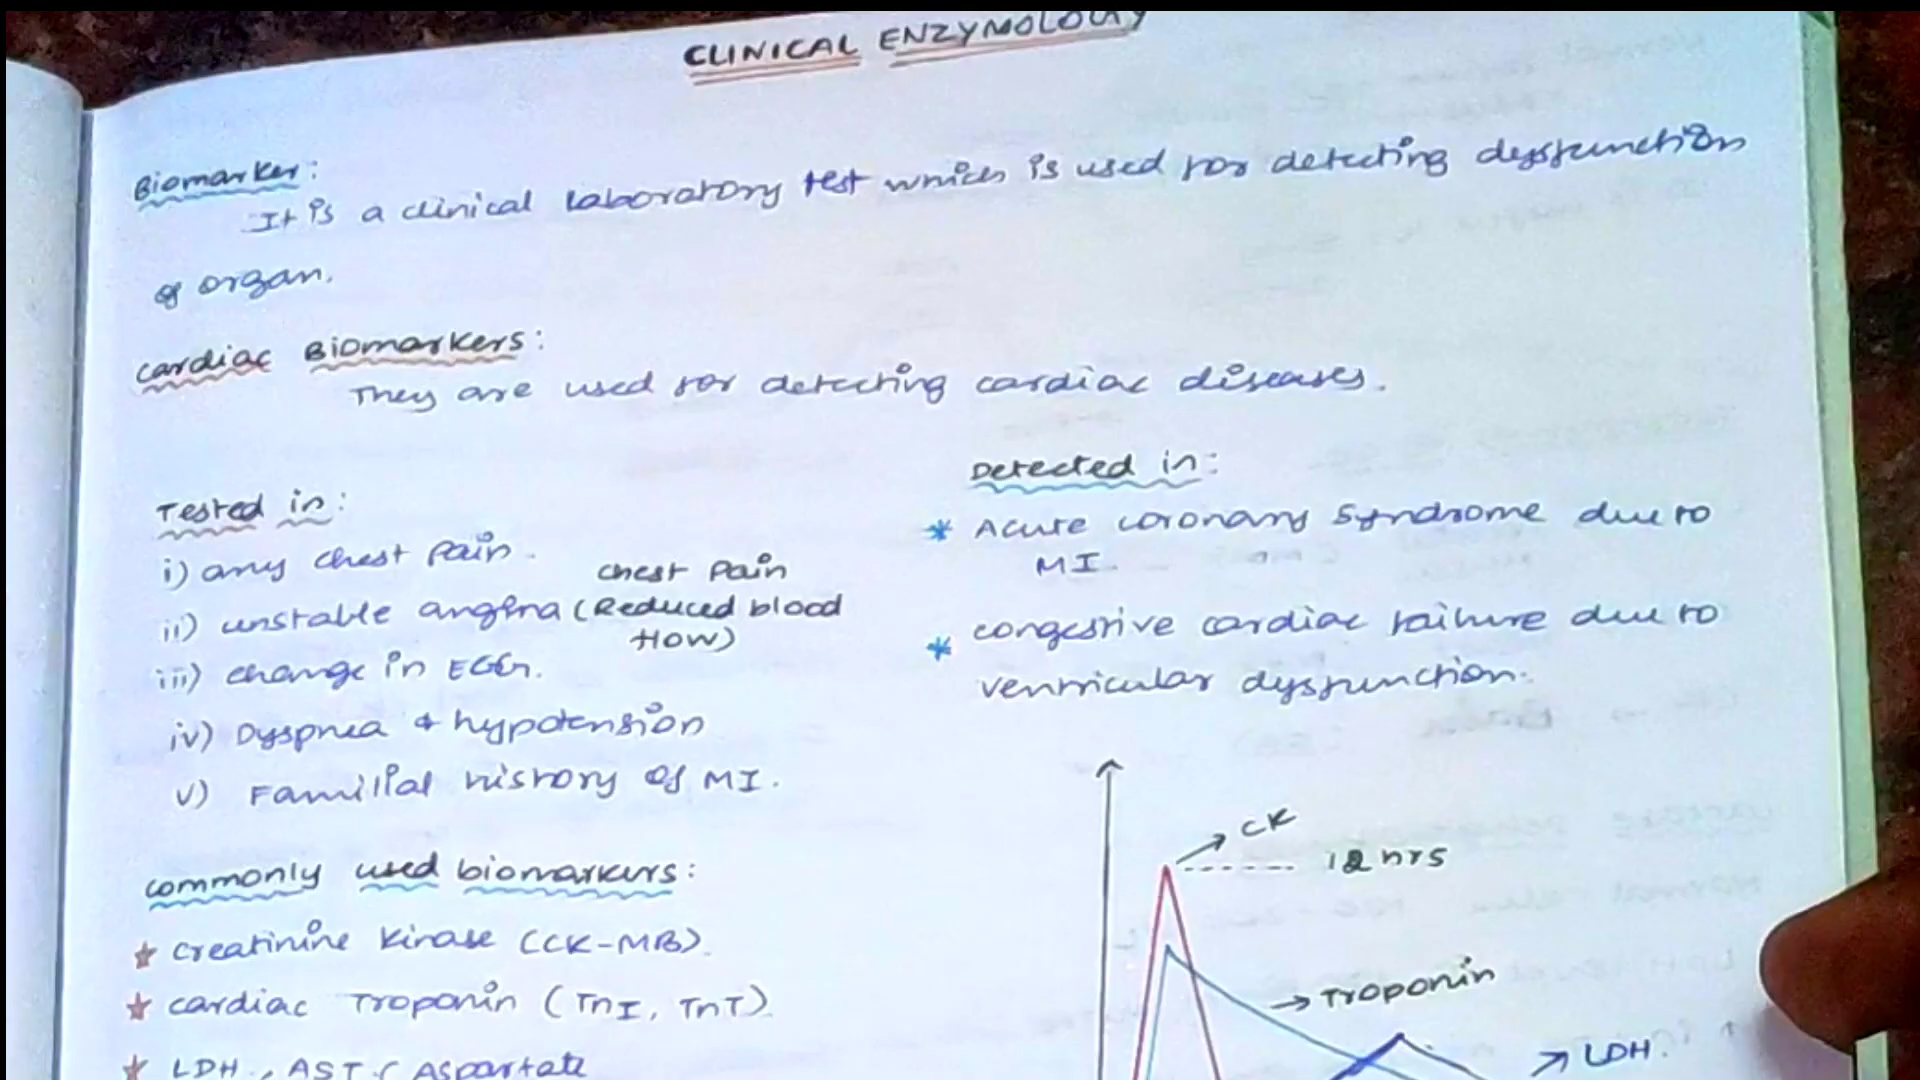 CLINICAL ENZYMOLOGY
Biomarker:
It is a clinical laboratory test which is used for detecting dysfunction
of organ.
Cardiac Biomarkers:
They are used for detecting cardiac diseases.
Tested in:
i) any chest pain.
ii) unstable angina (Reduced blood
chest pain
flow)
iii) change in ECG.
iv) Dyspnea & hypotension
v) Familial history of MI.
Detected in:
* Acute coronary syndrome due to
MI.
* congestive cardiac failure due to
ventricular dysfunction.
commonly used biomarkers:
★ creatinine kinase (CK-MB).
★ cardiac Troponin (TnI, TnT).
★ LDH, AST (Aspartate
CK
12 hrs
Troponin
LDH.